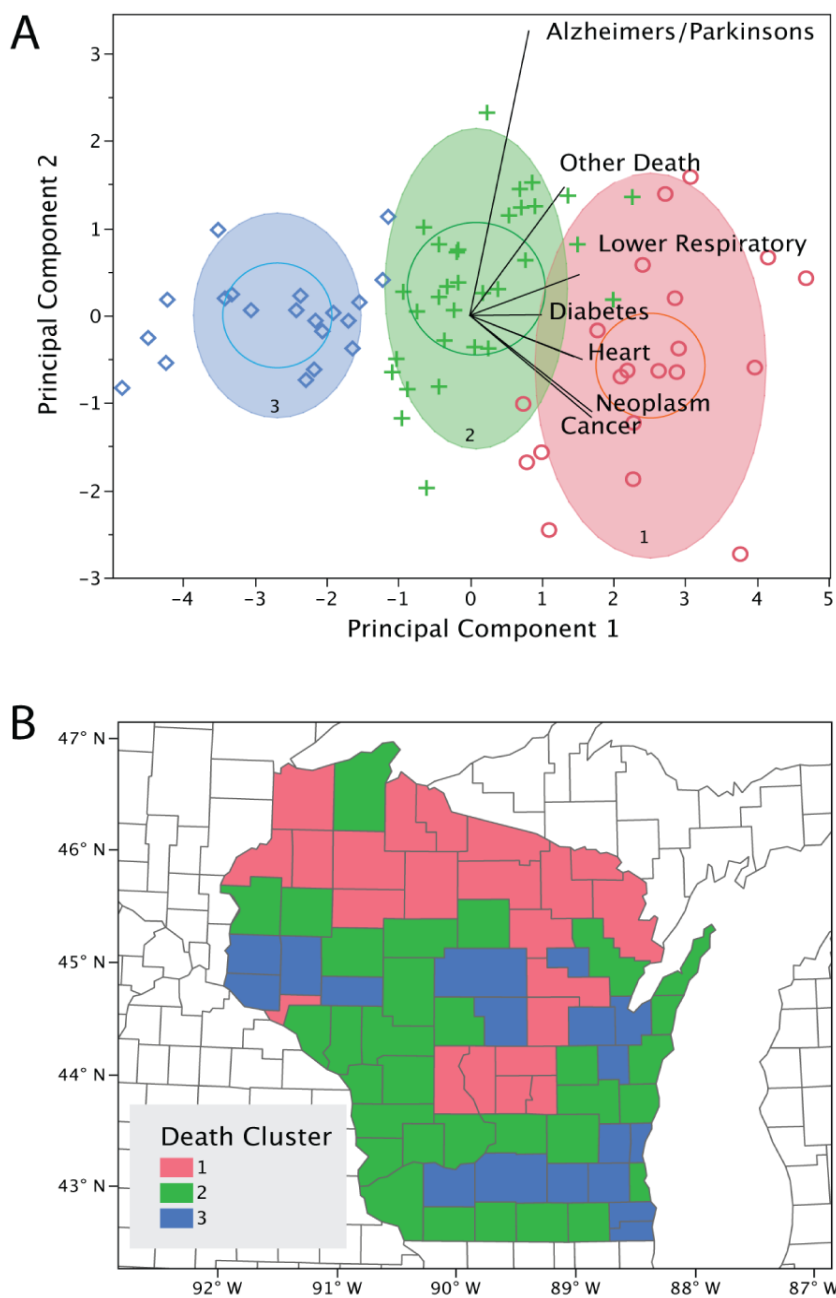 A
Alzheimers/Parkinsons
Other Death
Lower Respiratory
Diabetes
Heart
Neoplasm
Cancer
3
2
1
Principal Component 2
3
2
1
0
−1
−2
−3
−4 −3 −2 −1 0 1 2 3 4 5
Principal Component 1
B
47° N
46° N
45° N
44° N
43° N
Death Cluster
1
2
3
92° W 91° W 90° W 89° W 88° W 87° W